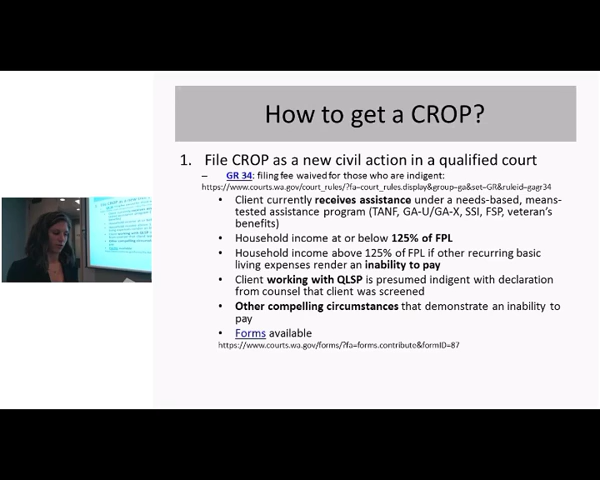 How to get a CROP?
1. File CROP as a new civil action in a qualified court
– GR 34: filing fee waived for those who are indigent:
https://www.courts.wa.gov/court_rules/?fa=court_rules.display&group=ga&set=GR&ruleid=gagr34
• Client currently receives assistance under a needs-based, means-
tested assistance program (TANF, GA-U/GA-X, SSI, FSP, veteran's
benefits)
• Household income at or below 125% of FPL
• Household income above 125% of FPL if other recurring basic
living expenses render an inability to pay
• Client working with QLSP is presumed indigent with declaration
from counsel that client was screened
• Other compelling circumstances that demonstrate an inability to
pay
• Forms available
https://www.courts.wa.gov/forms/?fa=forms.contribute&formID=87